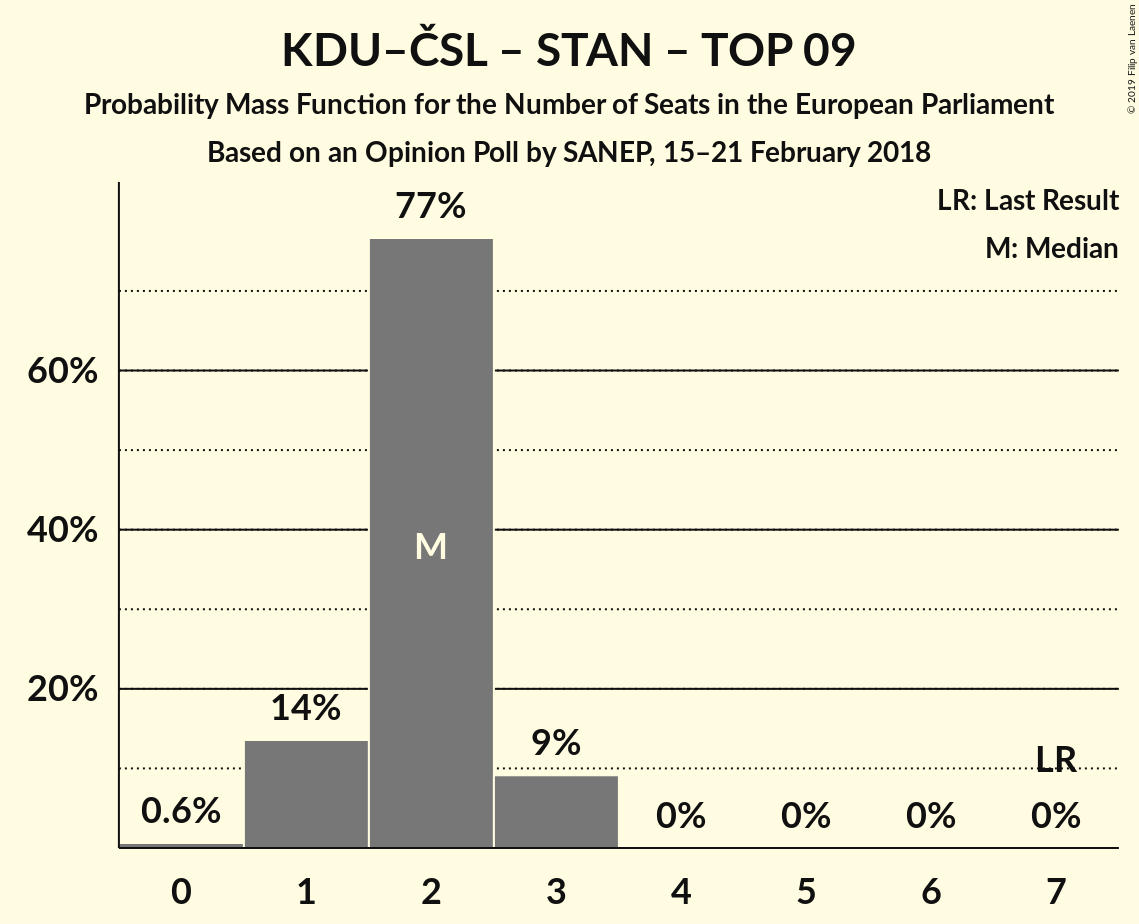 KDU–ČSL – STAN – TOP 09
Probability Mass Function for the Number of Seats in the European Parliament
Based on an Opinion Poll by SANEP, 15–21 February 2018
© 2019 Filip van Laenen
LR: Last Result
M: Median
77%
60%
40%
M
20%
14%
9%
LR
0.6%
0% 0% 0% 0%
0 1 2 3 4 5 6 7